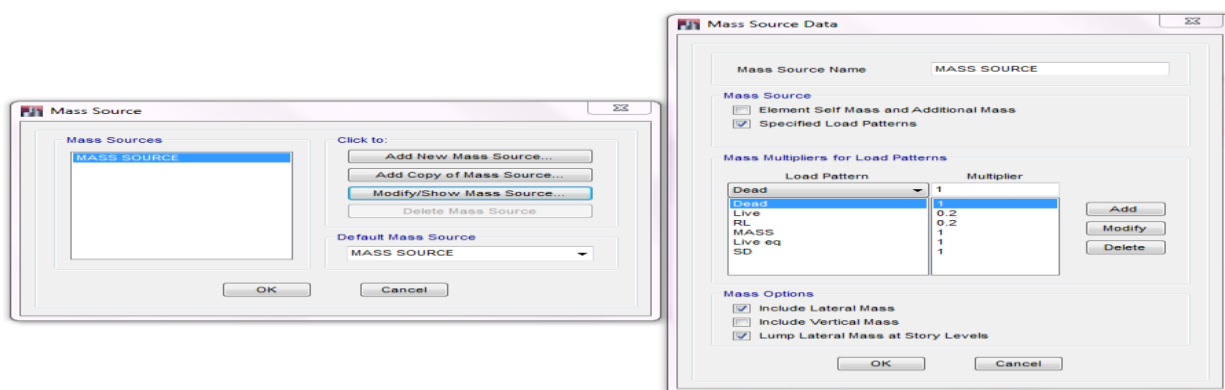 Mass Source
Mass Sources
MASS SOURCE
Click to:
Add New Mass Source...
Add Copy of Mass Source...
Modify/Show Mass Source...
Delete Mass Source
Default Mass Source
MASS SOURCE
OK Cancel
Mass Source Data
Mass Source Name MASS SOURCE
Mass Source
Element Self Mass and Additional Mass
Specified Load Patterns
Mass Multipliers for Load Patterns
Load Pattern Multiplier
Dead 1
Dead 1
Live 0.2
RL 0.2
MASS 1
Live eq 1
SD 1
Add
Modify
Delete
Mass Options
Include Lateral Mass
Include Vertical Mass
Lump Lateral Mass at Story Levels
OK Cancel